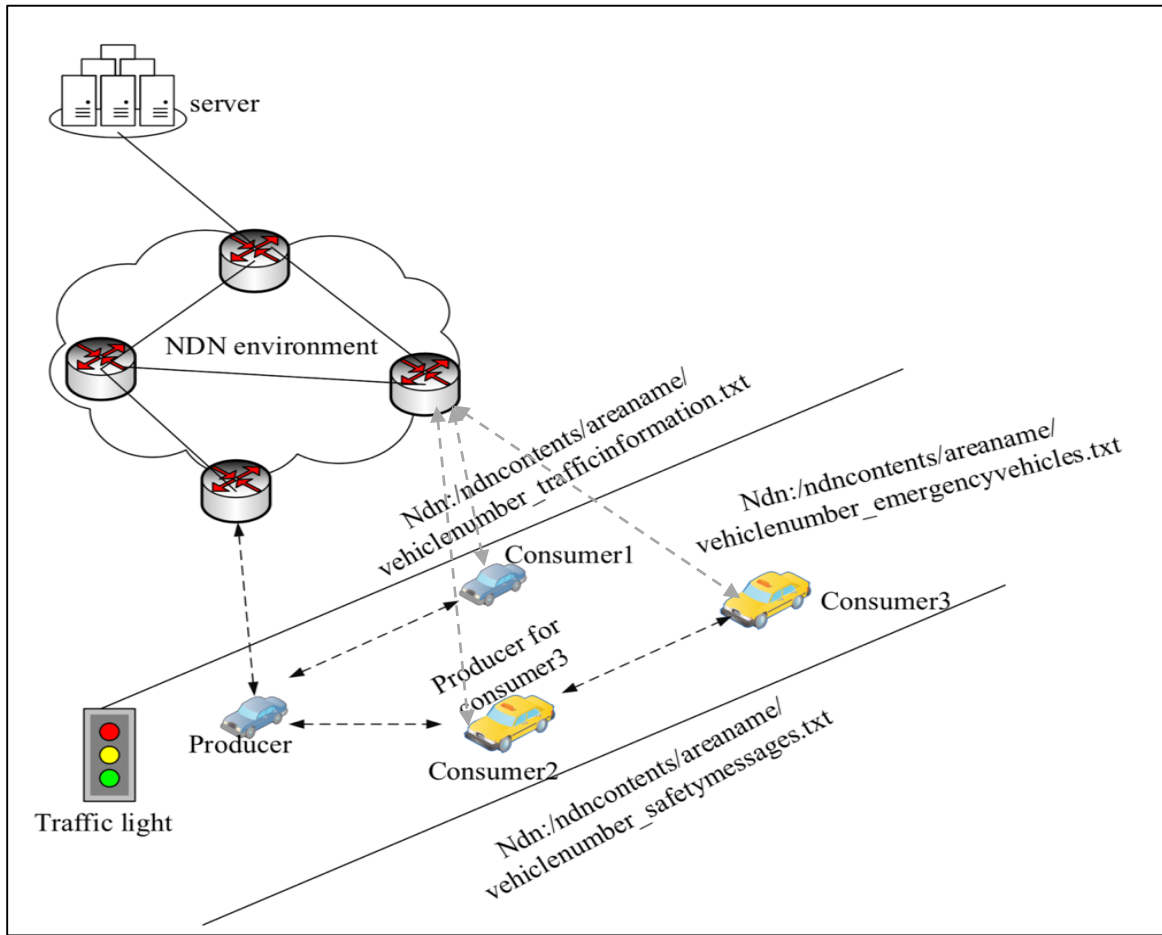 server
NDN environment
Ndn:/ndncontents/areaname/
vehiclenumber_trafficinformation.txt
Ndn:/ndncontents/areaname/
vehiclenumber_emergencyvehicles.txt
Consumer1
Consumer3
Producer for
consumer3
Producer
Consumer2
Traffic light
Ndn:/ndncontents/areaname/
vehiclenumber_safetymessages.txt